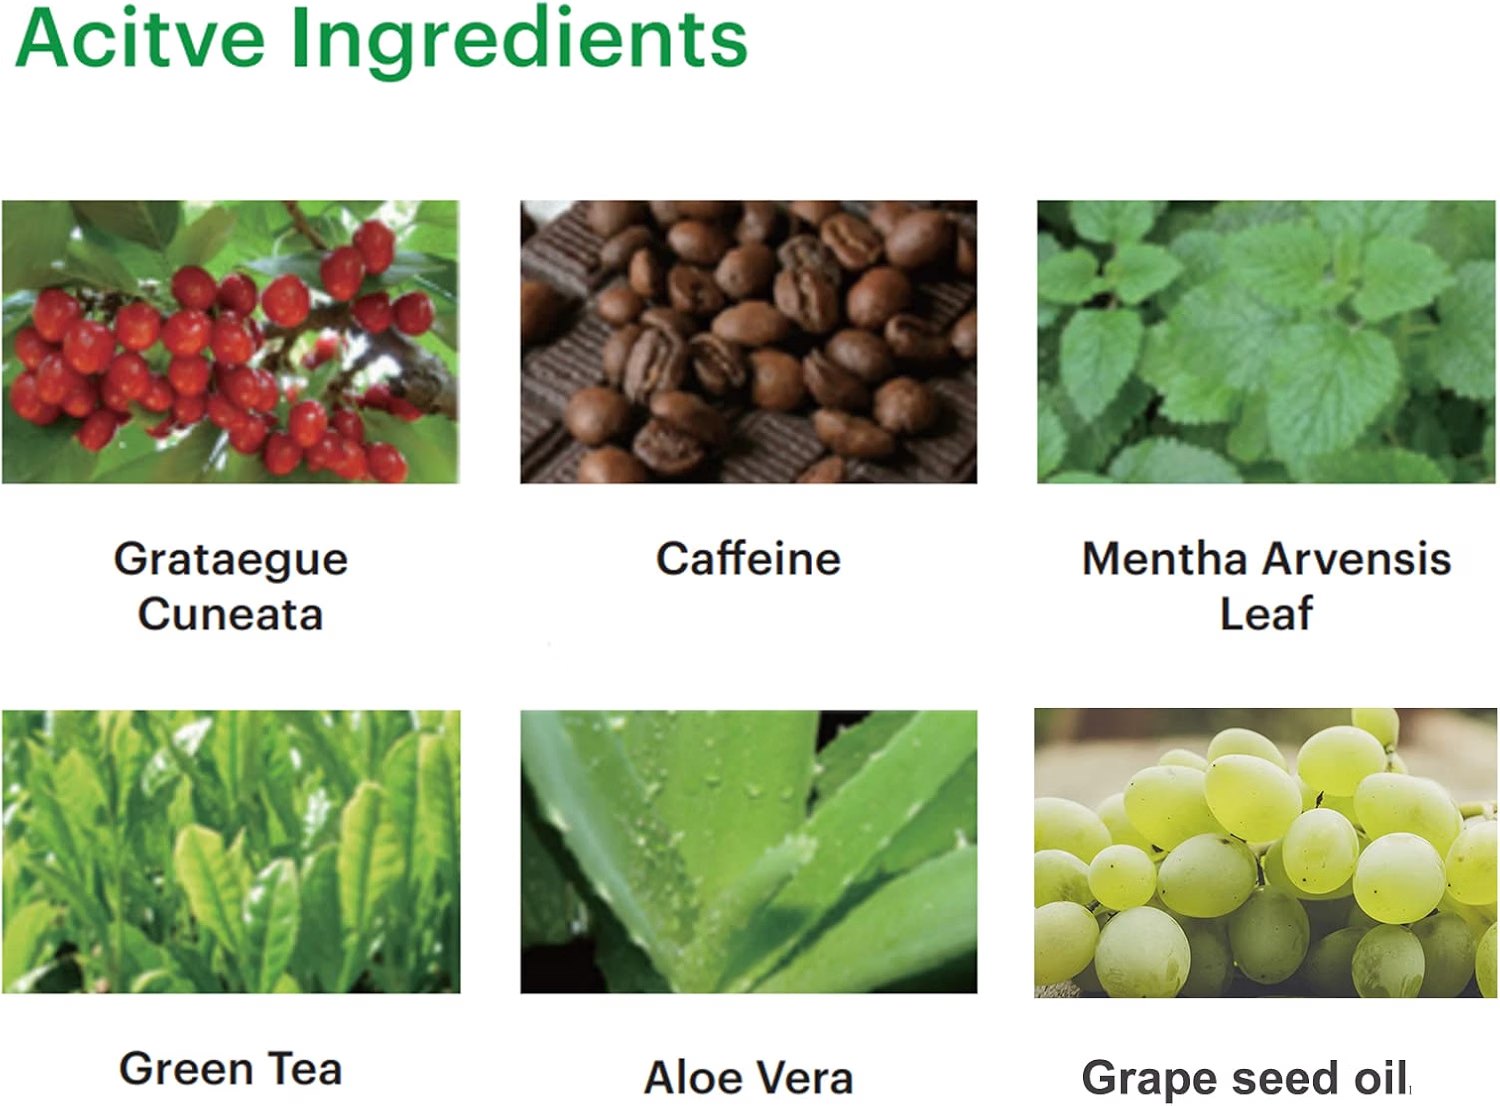 Acitve Ingredients
Grataegue
Cuneata
Caffeine
Mentha Arvensis
Leaf
Green Tea
Aloe Vera
Grape seed oil